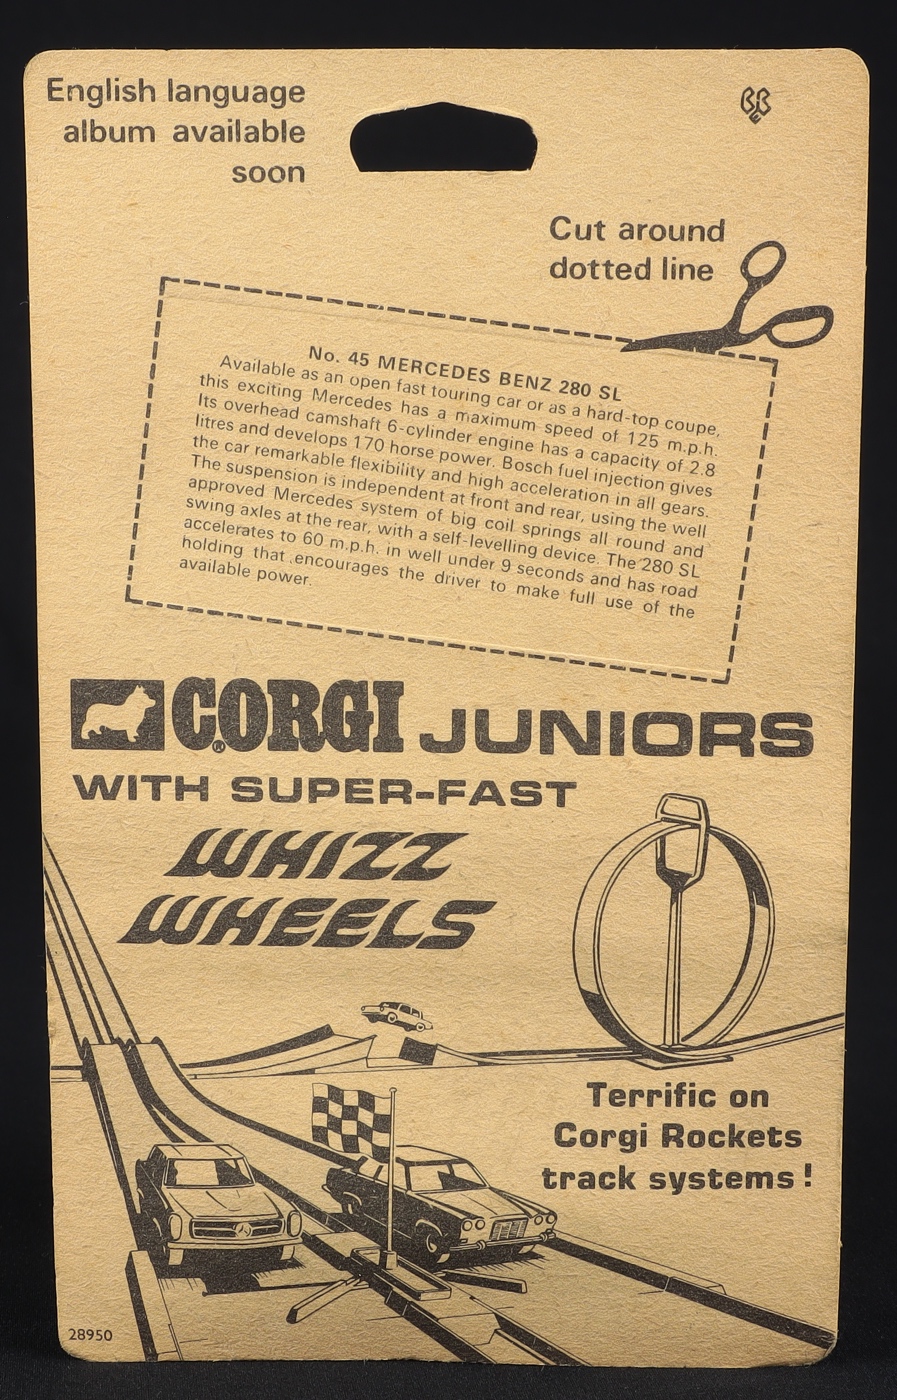 English language
album available
soon
Cut around
dotted line
No. 45 MERCEDES BENZ 280 SL
Available as an open fast touring car or as a hard-top coupe,
this exciting Mercedes has a maximum speed of 125 m.p.h.
Its overhead camshaft 6-cylinder engine has a capacity of 2.8
litres and develops 170 horse power. Bosch fuel injection gives
the car remarkable flexibility and high acceleration in all gears.
The suspension is independent at front and rear, using the well
approved Mercedes system of big coil springs all round and
swing axles at the rear, with a self-levelling device. The 280 SL
accelerates to 60 m.p.h. in well under 9 seconds and has road
holding that encourages the driver to make full use of the
available power.
CORGI® JUNIORS
WITH SUPER-FAST
WHIZZ
WHEELS
Terrific on
Corgi Rockets
track systems!
28950